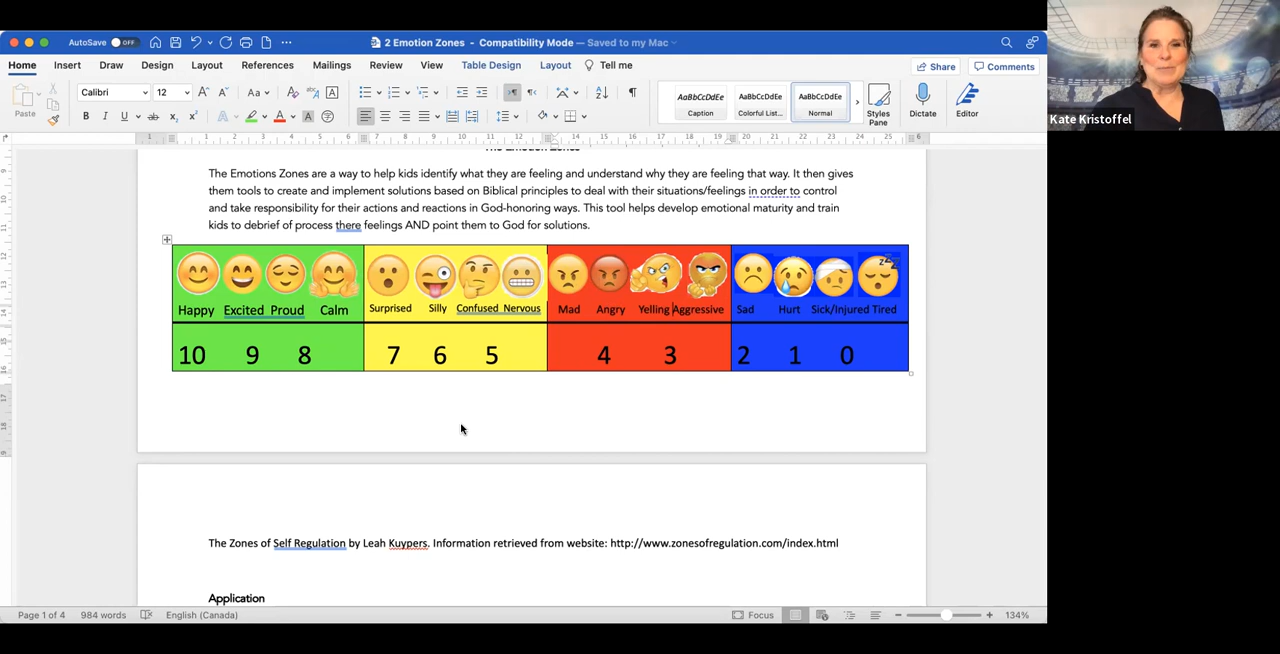 AutoSave OFF
2 Emotion Zones - Compatibility Mode — Saved to my Mac
Home Insert Draw Design Layout References Mailings Review View Table Design Layout Tell me
Share Comments
Paste
Calibri 12
AaBbCcDdEe AaBbCcDdEe AaBbCcDdEe
Caption Colorful List... Normal
Styles Pane
Dictate
Editor
Kate Kristoffel
The Emotions Zones are a way to help kids identify what they are feeling and understand why they are feeling that way. It then gives
them tools to create and implement solutions based on Biblical principles to deal with their situations/feelings in order to control
and take responsibility for their actions and reactions in God-honoring ways. This tool helps develop emotional maturity and train
kids to debrief of process there feelings AND point them to God for solutions.
Happy Excited Proud Calm Surprised Silly Confused Nervous Mad Angry Yelling Aggressive Sad Hurt Sick/Injured Tired
10 9 8 7 6 5 4 3 2 1 0
The Zones of Self Regulation by Leah Kuypers. Information retrieved from website: http://www.zonesofregulation.com/index.html
Application
Page 1 of 4 984 words English (Canada) Focus 134%